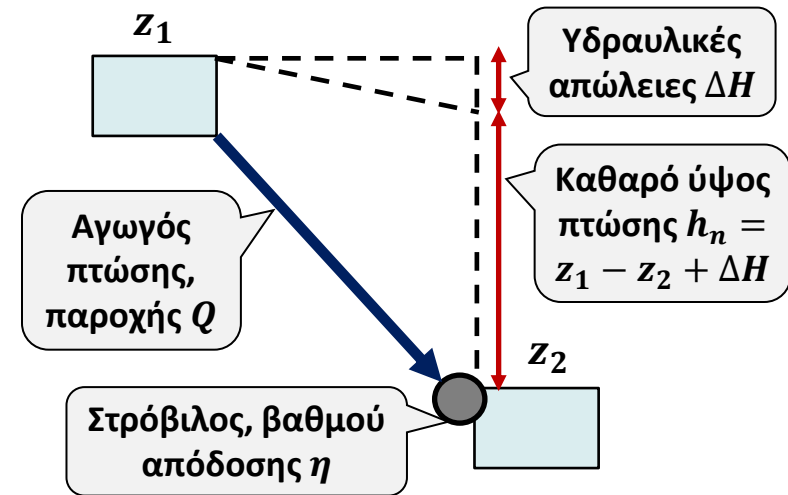 z₁
Υδραυλικές
απώλειες ΔH
Καθαρό ύψος
πτώσης hₙ =
z₁ − z₂ + ΔH
Αγωγός
πτώσης,
παροχής Q
z₂
Στρόβιλος, βαθμού
απόδοσης η